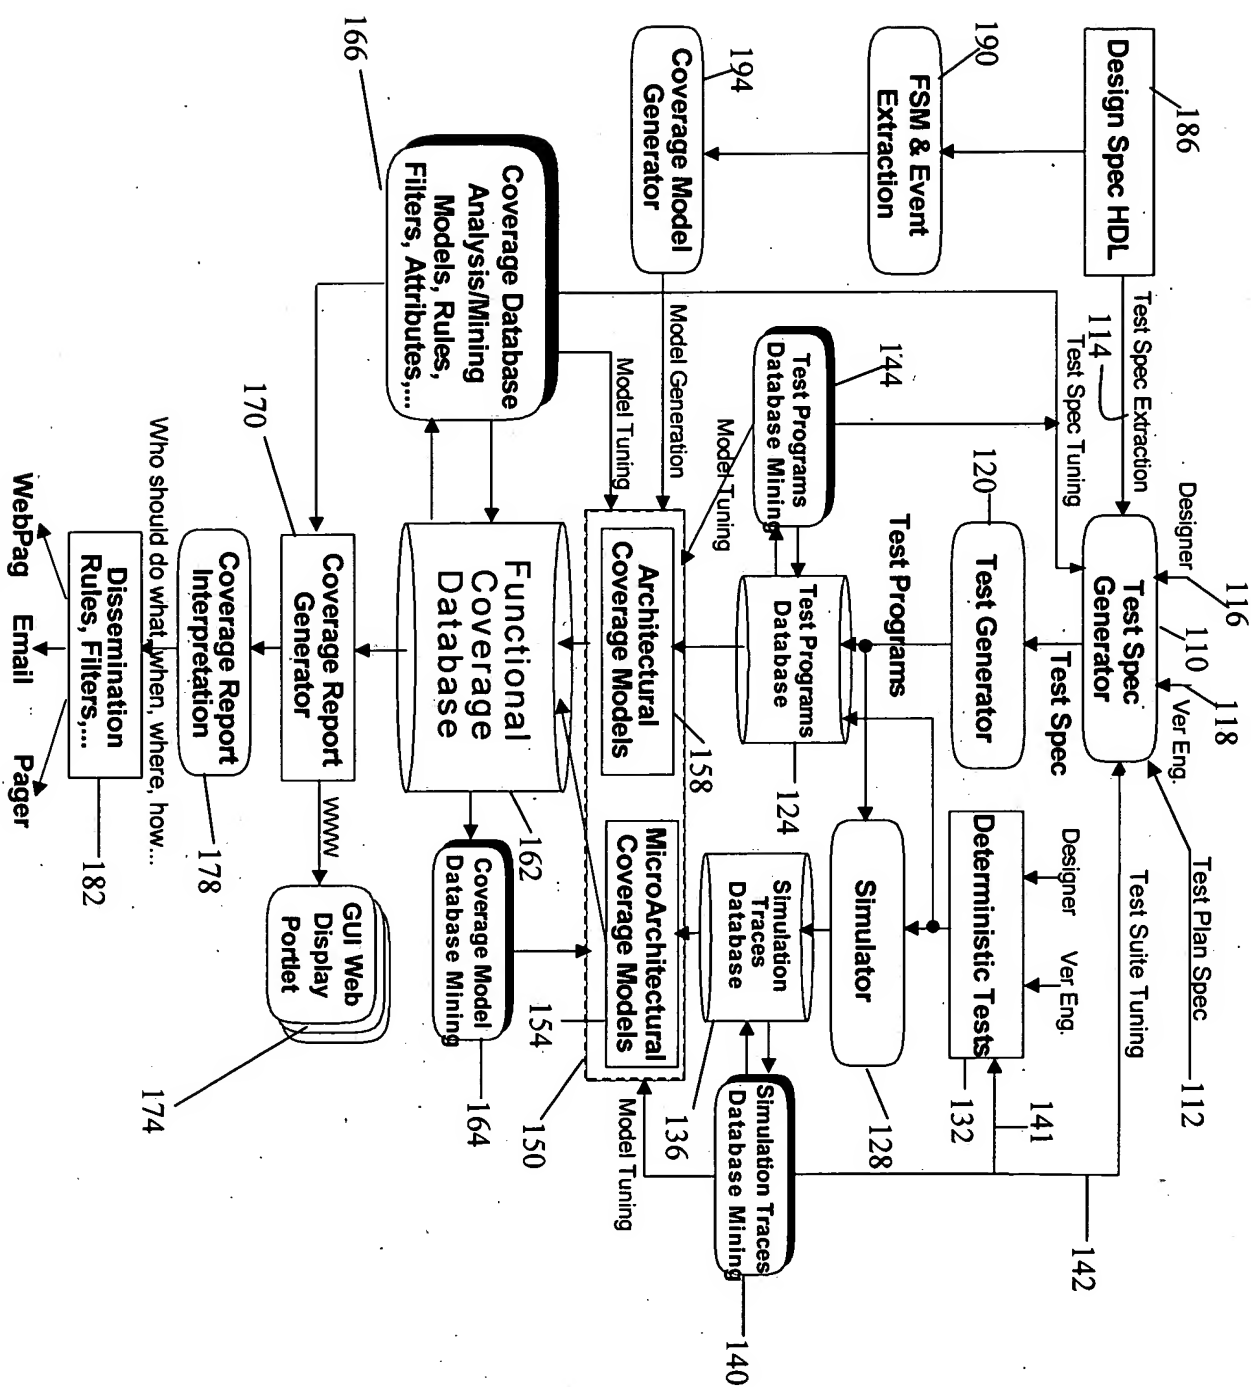 186
Design Spec HDL
190
FSM & Event
Extraction
194
Coverage Model
Generator
166
Coverage Database
Analysis/Mining
Models, Rules,
Filters, Attributes,...
Test Spec Extraction
114
Test Spec Tuning
Model Generation
Model Tuning
144
Test Programs
Database Mining
Model Tuning
116
Designer
110
118
Ver Eng.
Test Spec
Generator
Test Plan Spec
112
Test Spec
120
Test Generator
Test Programs
Test Programs
Database
124
Designer
Ver Eng.
Deterministic Tests
132
141
142
Test Suite Tuning
Simulator
128
Simulation
Traces
Database
136
Simulation Traces
Database Mining
140
Model Tuning
Architectural
Coverage Models
158
MicroArchitectural
Coverage Models
154
150
Functional
Coverage
Database
162
Coverage Model
Database Mining
164
170
Coverage Report
Generator
WWW
GUI Web
Display
Portlet
174
Coverage Report
Interpretation
178
Who should do what, when, where, how...
Dissemination
Rules, Filters,...
182
WebPag
Email
Pager